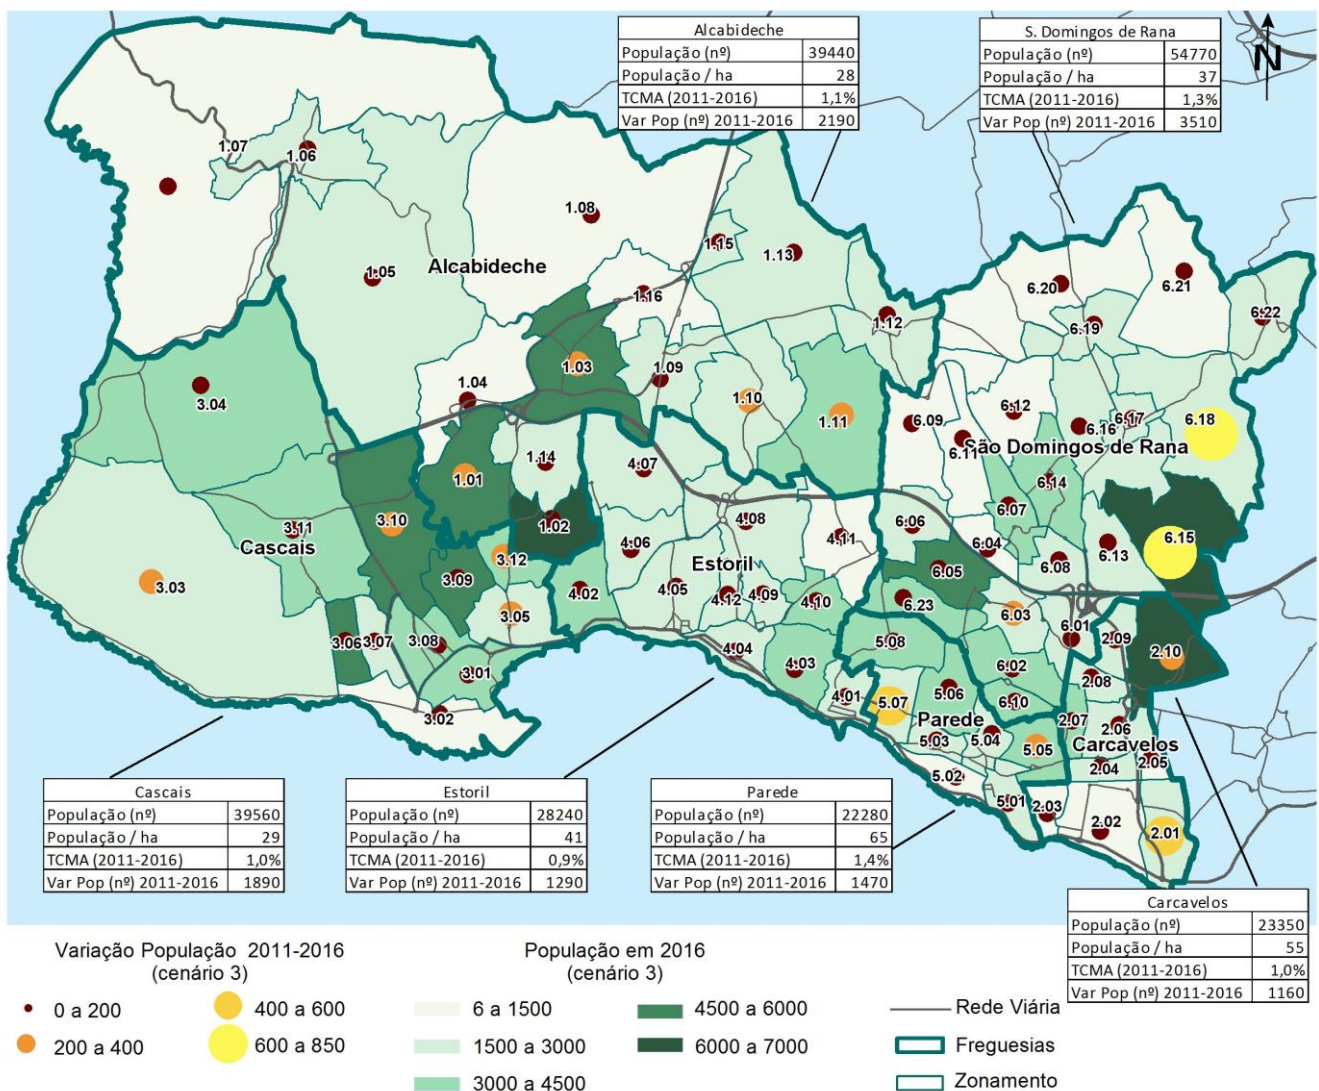 Alcabideche
População (nº) 39440
População / ha 28
TCMA (2011-2016) 1,1%
Var Pop (nº) 2011-2016 2190
S. Domingos de Rana
População (nº) 54770
População / ha 37
TCMA (2011-2016) 1,3%
Var Pop (nº) 2011-2016 3510
N
1.07
1.06
1.08
1.15
1.13
1.05
Alcabideche
1.16
1.12
6.20
6.21
6.19
6.22
1.03
1.09
1.04
3.04
1.10
1.11
6.09
6.12
6.11
6.16
6.17
6.18
São Domingos de Rana
1.14
1.01
4.07
6.14
6.07
3.11
3.10
1.02
4.08
4.11
6.06
6.04
6.15
6.13
Cascais
3.12
4.06
Estoril
6.08
6.05
3.03
3.09
4.02
4.05
4.12
4.09
4.10
6.23
6.03
3.05
3.06
3.07
3.08
4.04
5.08
6.01
2.09
2.10
3.01
4.03
6.02
2.08
3.02
4.01
5.07
5.06
6.10
Parede
2.07
2.06
5.03
5.04
5.05
Carcavelos
2.04
2.05
5.02
5.01
2.03
2.02
2.01
Cascais
População (nº) 39560
População / ha 29
TCMA (2011-2016) 1,0%
Var Pop (nº) 2011-2016 1890
Estoril
População (nº) 28240
População / ha 41
TCMA (2011-2016) 0,9%
Var Pop (nº) 2011-2016 1290
Parede
População (nº) 22280
População / ha 65
TCMA (2011-2016) 1,4%
Var Pop (nº) 2011-2016 1470
Carcavelos
População (nº) 23350
População / ha 55
TCMA (2011-2016) 1,0%
Var Pop (nº) 2011-2016 1160
Variação População 2011-2016
(cenário 3)
0 a 200
200 a 400
400 a 600
600 a 850
População em 2016
(cenário 3)
6 a 1500
1500 a 3000
3000 a 4500
4500 a 6000
6000 a 7000
Rede Viária
Freguesias
Zonamento